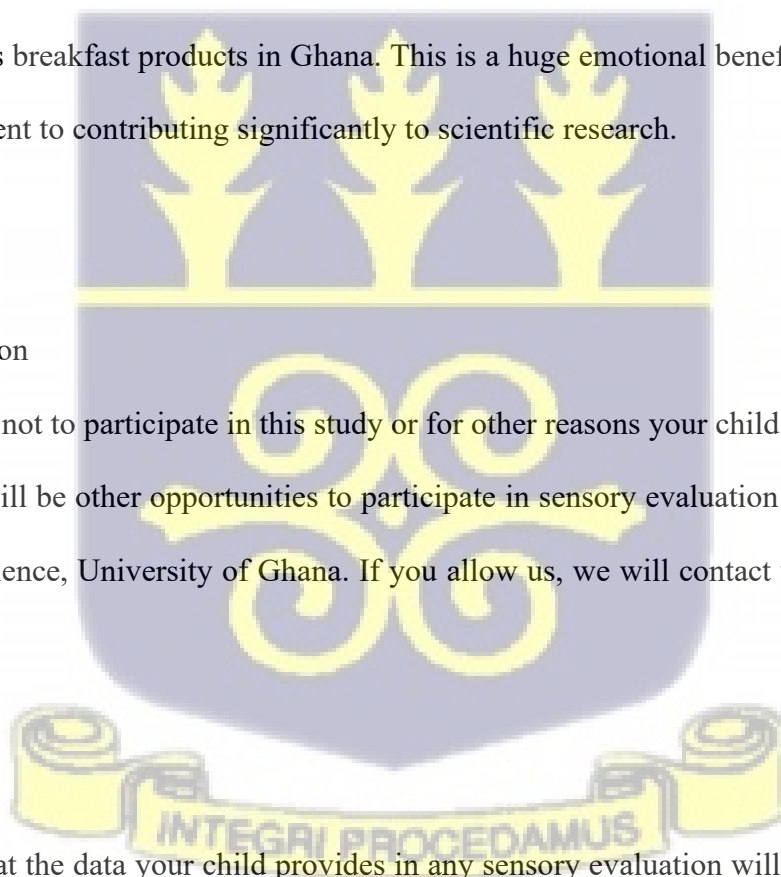 s breakfast products in Ghana. This is a huge emotional benef
ent to contributing significantly to scientific research.
on
not to participate in this study or for other reasons your child
ill be other opportunities to participate in sensory evaluation
ence, University of Ghana. If you allow us, we will contact
INTEGRI PROCEDAMUS
at the data your child provides in any sensory evaluation will